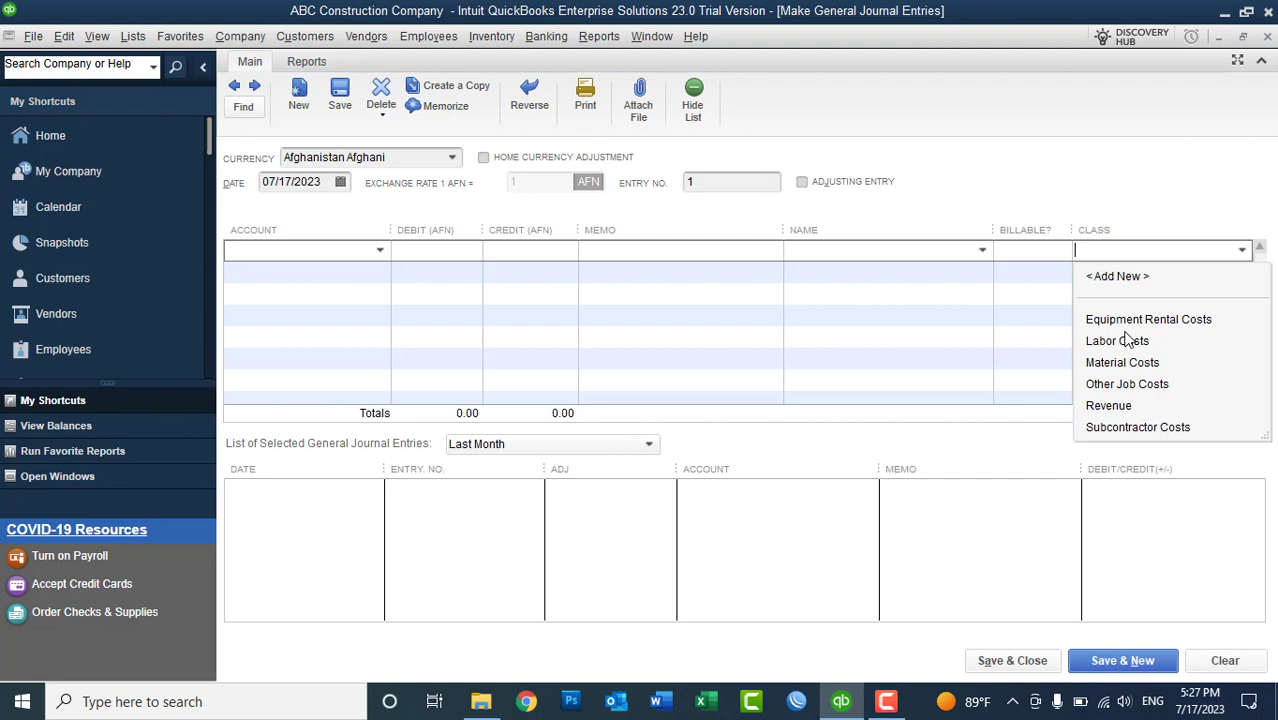 ABC Construction Company - Intuit QuickBooks Enterprise Solutions 23.0 Trial Version - [Make General Journal Entries]
File Edit View Lists Favorites Company Customers Vendors Employees Inventory Banking Reports Window Help
DISCOVERY HUB
Search Company or Help
My Shortcuts
Home
My Company
Calendar
Snapshots
Customers
Vendors
Employees
My Shortcuts
View Balances
Run Favorite Reports
Open Windows
COVID-19 Resources
Turn on Payroll
Accept Credit Cards
Order Checks & Supplies
Main Reports
Find
New
Save
Delete
Create a Copy
Memorize
Reverse
Print
Attach File
Hide List
CURRENCY Afghanistan Afghani HOME CURRENCY ADJUSTMENT
DATE 07/17/2023 EXCHANGE RATE 1 AFN = 1 AFN ENTRY NO. 1 ADJUSTING ENTRY
ACCOUNT DEBIT (AFN) CREDIT (AFN) MEMO NAME BILLABLE? CLASS
< Add New >
Equipment Rental Costs
Labor Costs
Material Costs
Other Job Costs
Revenue
Subcontractor Costs
Totals 0.00 0.00
List of Selected General Journal Entries: Last Month
DATE ENTRY. NO. ADJ ACCOUNT MEMO DEBIT/CREDIT(+/-)
Save & Close Save & New Clear
Type here to search
89°F
ENG
5:27 PM
7/17/2023